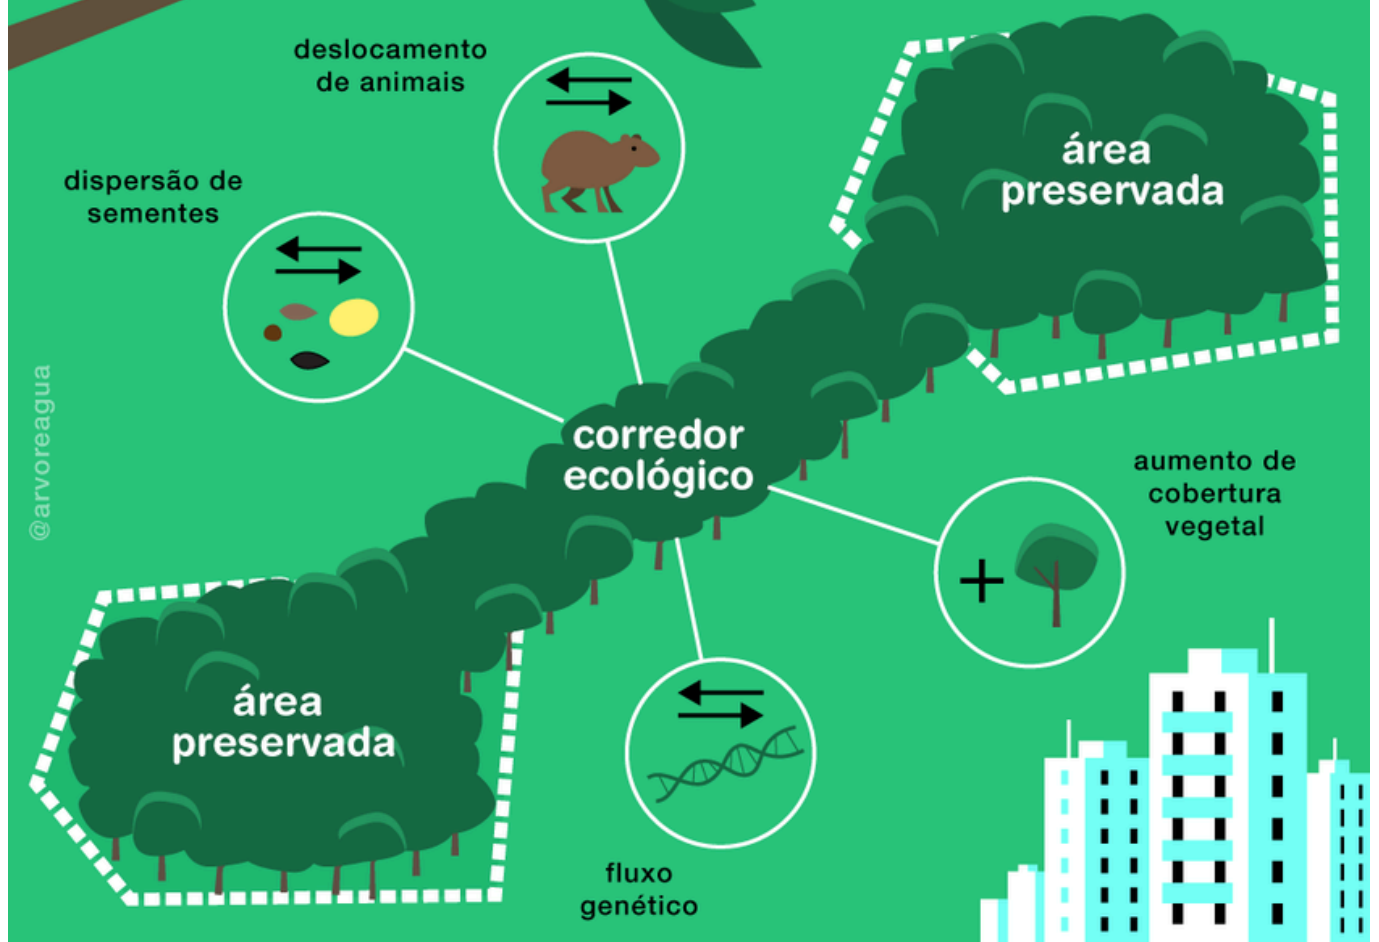 deslocamento
de animais
dispersão de
sementes
área
preservada
@arvoreagua
corredor
ecológico
aumento de
cobertura
vegetal
área
preservada
fluxo
genético